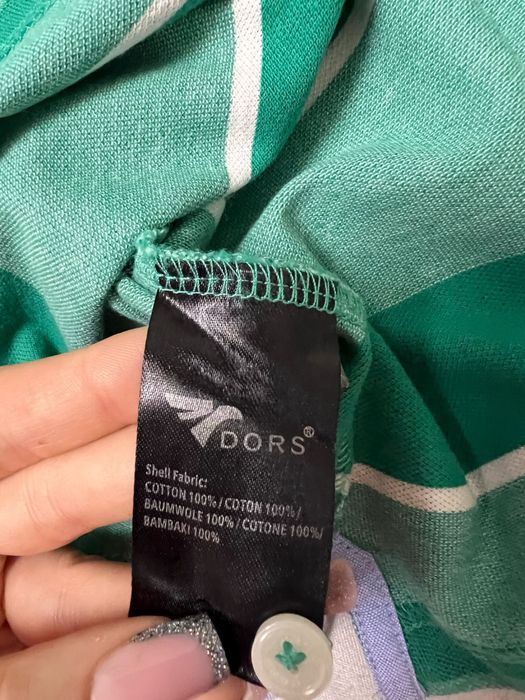 DORS®
Shell Fabric:
COTTON 100% / COTON 100% /
BAUMWOLE 100% / COTONE 100%/
BAMBAKI 100%